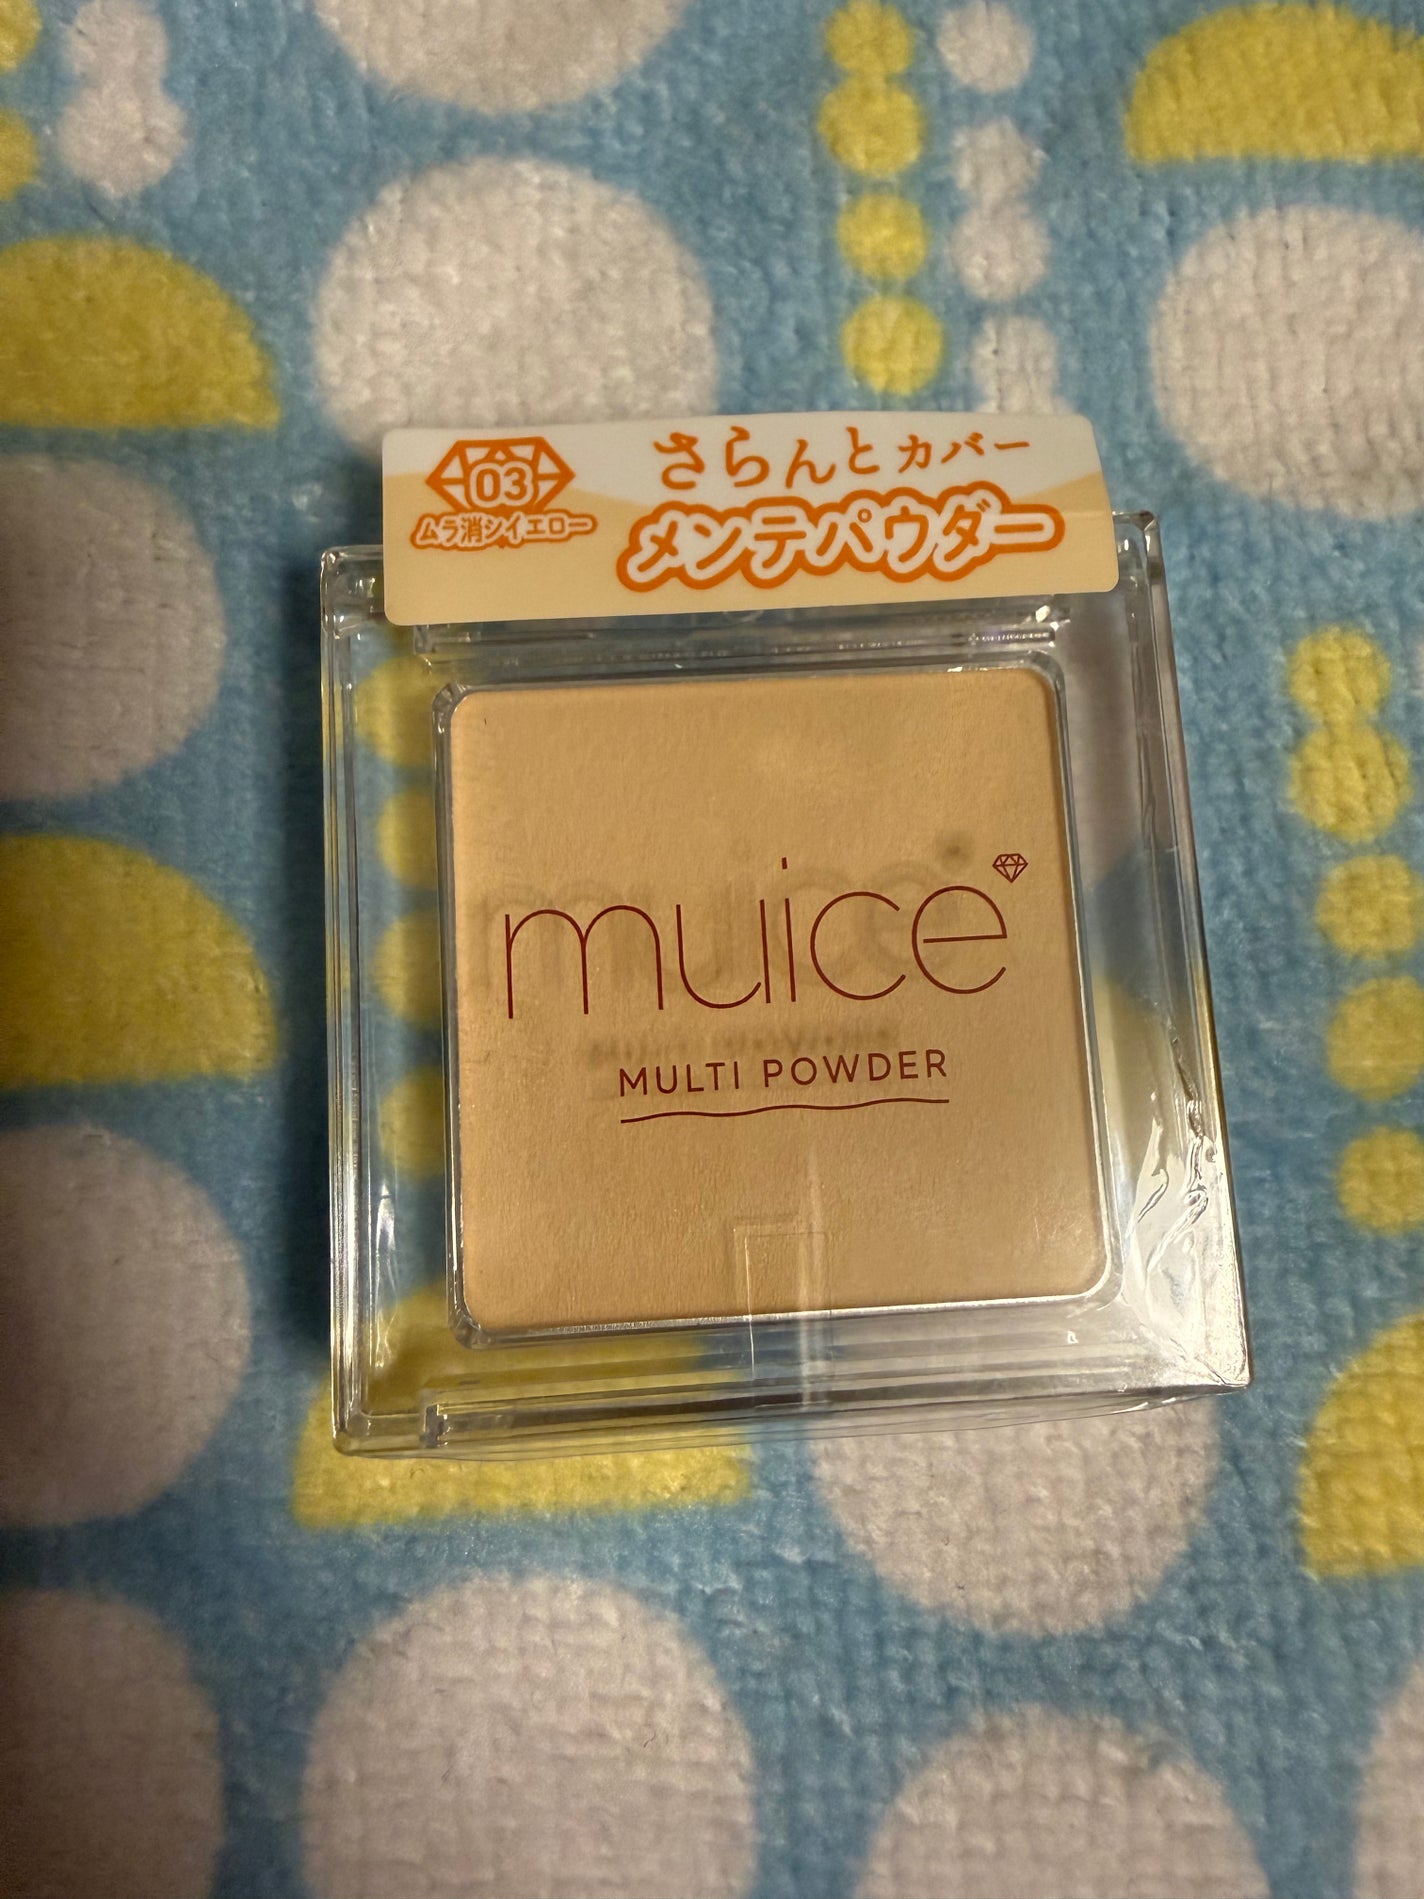 03
ムラ消シイエロー
さらんとカバー
メンテパウダー
muice
MULTI POWDER